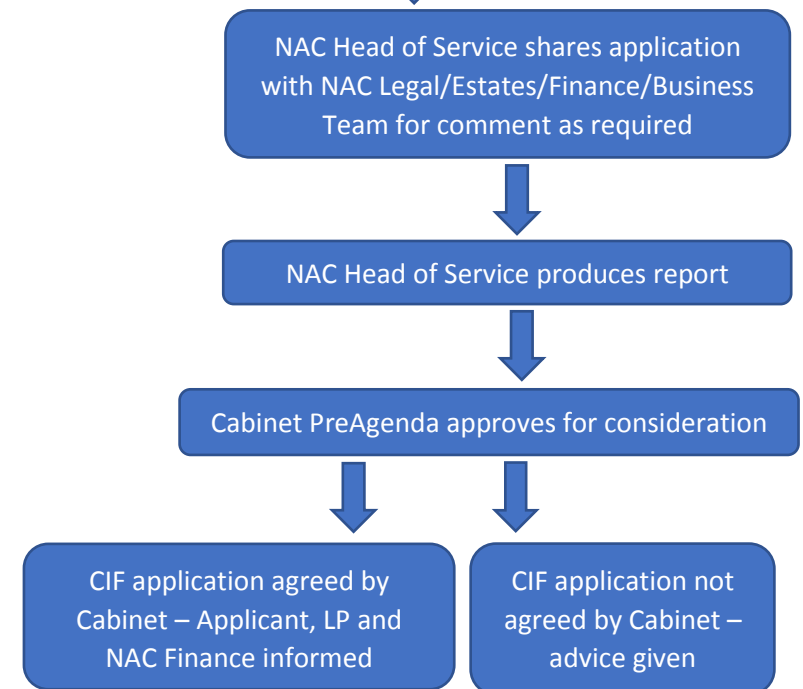 NAC Head of Service shares application
with NAC Legal/Estates/Finance/Business
Team for comment as required
NAC Head of Service produces report
Cabinet PreAgenda approves for consideration
CIF application agreed by
Cabinet – Applicant, LP and
NAC Finance informed
CIF application not
agreed by Cabinet –
advice given